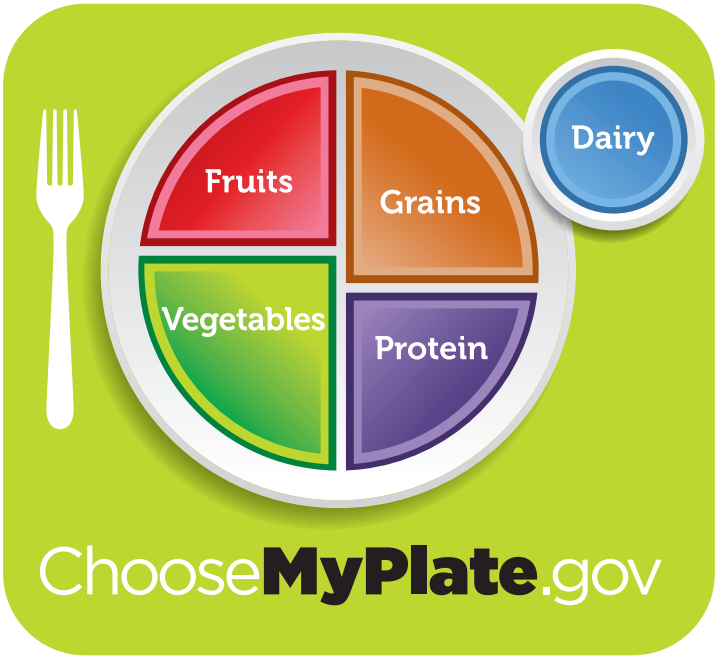 Fruits
Grains
Dairy
Vegetables
Protein
ChooseMyPlate.gov